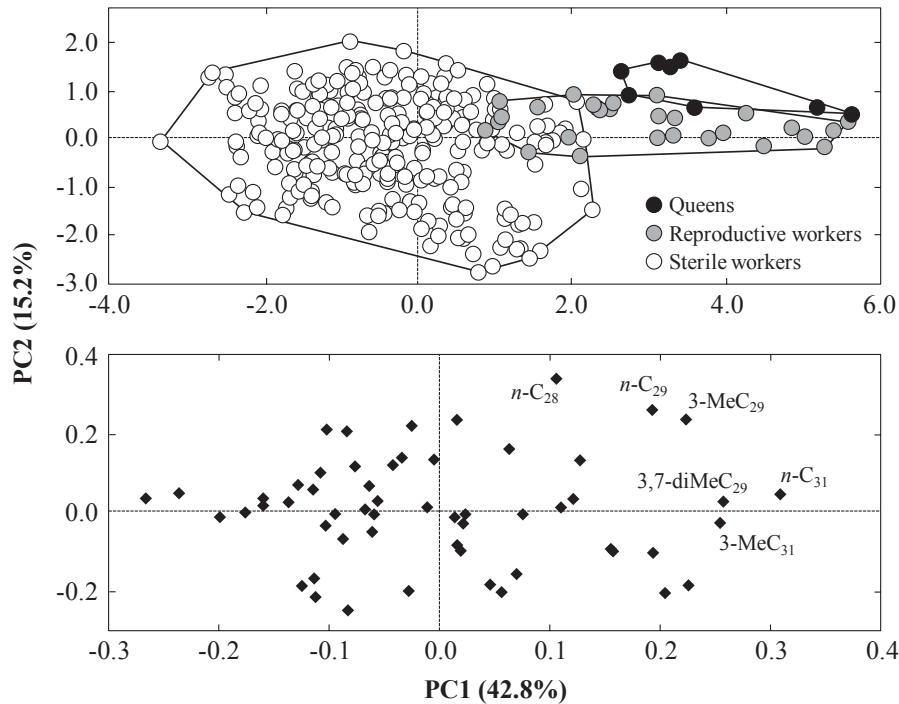 2.0
1.0
0.0
-1.0
-2.0
-3.0
Queens
Reproductive workers
Sterile workers
-4.0 -2.0 0.0 2.0 4.0 6.0
PC2 (15.2%)
0.4
0.2
0.0
-0.2
n-C28
n-C29
3-MeC29
3,7-diMeC29
n-C31
3-MeC31
-0.3 -0.2 -0.1 0.0 0.1 0.2 0.3 0.4
PC1 (42.8%)